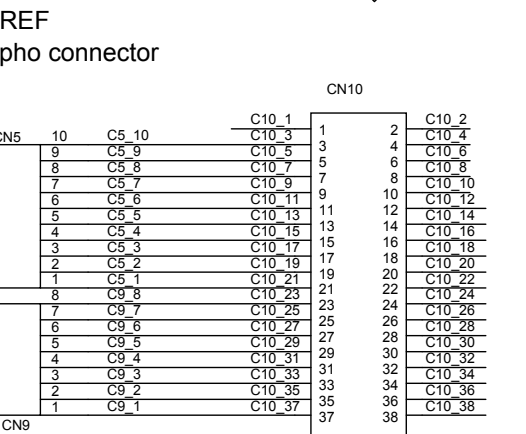 REF
pho connector
CN10
C10_1 C10_2
1 2
CN5 10 C5_10 C10_3 C10_4
3 4
9 C5_9 C10_5 C10_6
5 6
8 C5_8 C10_7 C10_8
7 8
7 C5_7 C10_9 C10_10
9 10
6 C5_6 C10_11 C10_12
11 12
5 C5_5 C10_13 C10_14
13 14
4 C5_4 C10_15 C10_16
15 16
3 C5_3 C10_17 C10_18
17 18
2 C5_2 C10_19 C10_20
19 20
1 C5_1 C10_21 C10_22
21 22
8 C9_8 C10_23 C10_24
23 24
7 C9_7 C10_25 C10_26
25 26
6 C9_6 C10_27 C10_28
27 28
5 C9_5 C10_29 C10_30
29 30
4 C9_4 C10_31 C10_32
31 32
3 C9_3 C10_33 C10_34
33 34
2 C9_2 C10_35 C10_36
35 36
1 C9_1 C10_37 C10_38
37 38
CN9